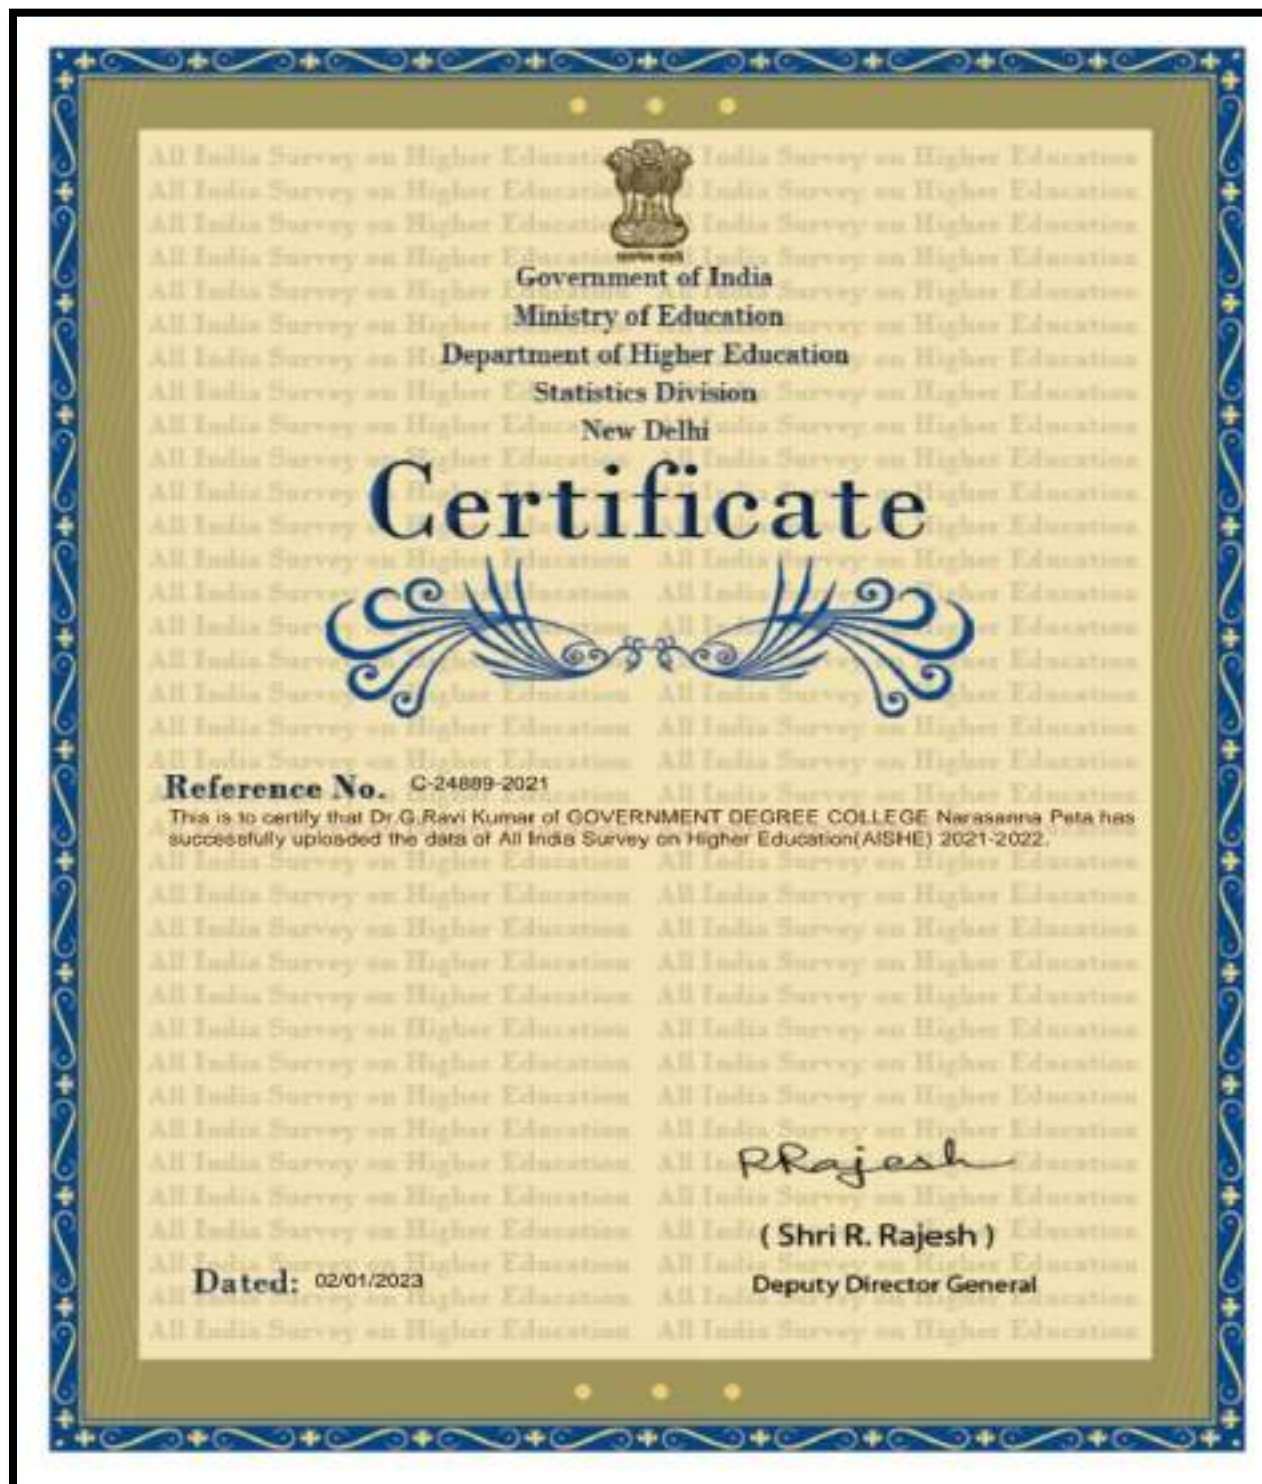 Government of India
Ministry of Education
Department of Higher Education
Statistics Division
New Delhi
Certificate
Reference No. C-24889-2021
This is to certify that Dr.G.Ravi Kumar of GOVERNMENT DEGREE COLLEGE Narasanna Peta has
successfully uploaded the data of All India Survey on Higher Education(AISHE) 2021-2022.
RRajesh
( Shri R. Rajesh )
Dated: 02/01/2023
Deputy Director General